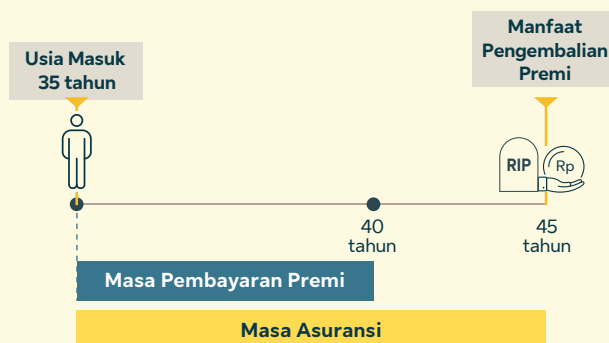 Usia Masuk
35 tahun
Manfaat
Pengembalian
Premi
RIP
Rp
40
tahun
45
tahun
Masa Pembayaran Premi
Masa Asuransi